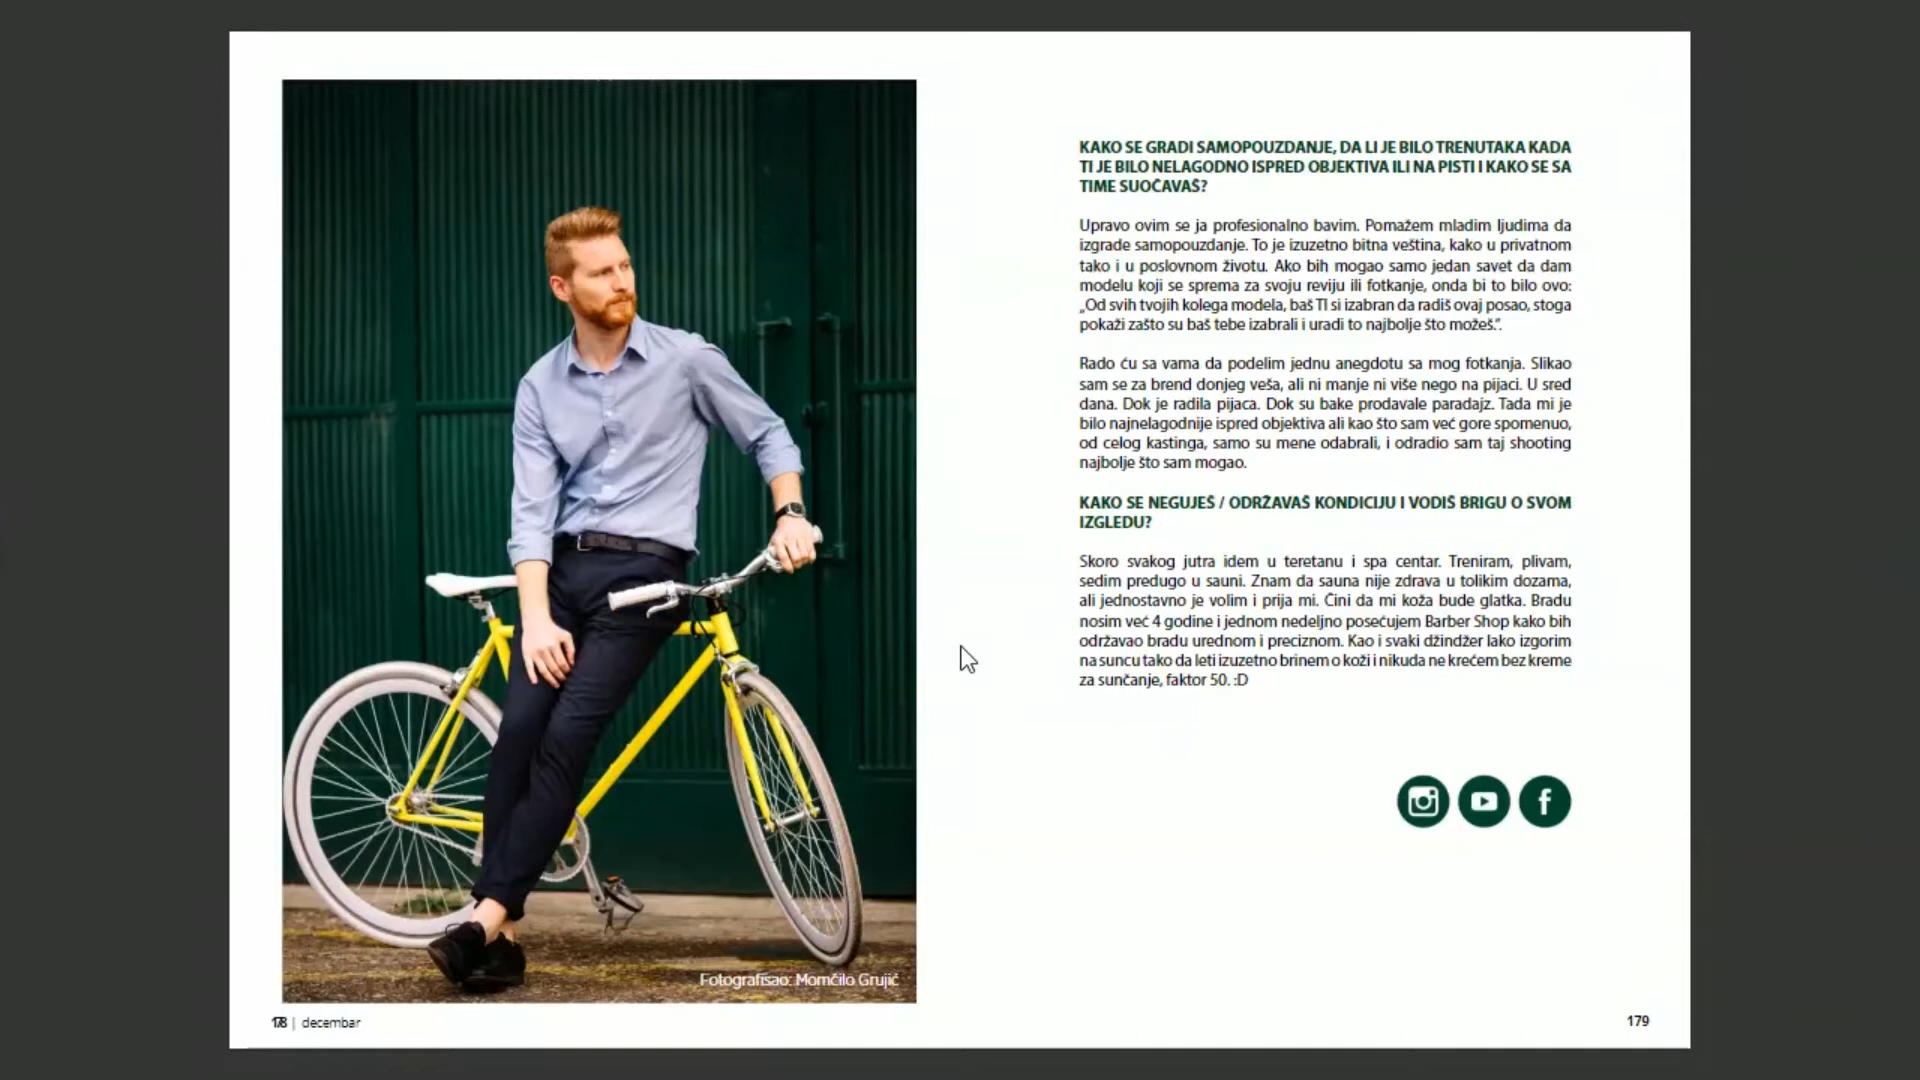 Fotografisao: Momčilo Grujić
decembar
KAKO SE GRADI SAMOPOUZDANJE, DA LI JE BILO TRENUTAKA KADA
TI JE BILO NELAGODNO ISPRED OBJEKTIVA ILI NA PISTI I KAKO SE SA
TIME SUOČAVAŠ?
Upravo ovim se ja profesionalno bavim. Pomažem mladim ljudima da
izgrade samopouzdanje. To je izuzetno bitna veština, kako u privatnom
tako i u poslovnom životu. Ako bih mogao samo jedan savet da dam
modelu koji se sprema za svoju reviju ili fotkanje, onda bi to bilo ovo:
„Od svih tvojih kolega modela, baš TI si izabran da radiš ovaj posao, stoga
pokaži zašto su baš tebe izabrali i uradi to najbolje što možeš.“.
Rado ću sa vama da podelim jednu anegdotu sa mog fotkanja. Slikao
sam se za brend donjeg veša, ali ni manje ni više nego na pijaci. U sred
dana. Dok je radila pijaca. Dok su bake prodavale paradajz. Tada mi je
bilo najnelagodnije ispred objektiva ali kao što sam već gore spomenuo,
od celog kastinga, samo su mene odabrali, i odradio sam taj shooting
najbolje što sam mogao.
KAKO SE NEGUJEŠ / ODRŽAVAŠ KONDICIJU I VODIŠ BRIGU O SVOM
IZGLEDU?
Skoro svakog jutra idem u teretanu i spa centar. Treniram, plivam,
sedim predugo u sauni. Znam da sauna nije zdrava u tolikim dozama,
ali jednostavno je volim i prija mi. Čini da mi koža bude glatka. Bradu
nosim već 4 godine i jednom nedeljno posećujem Barber Shop kako bih
održavao bradu urednom i preciznom. Kao i svaki džindžer lako izgorim
na suncu tako da leti izuzetno brinem o koži i nikuda ne krećem bez kreme
za sunčanje, faktor 50. :D
179